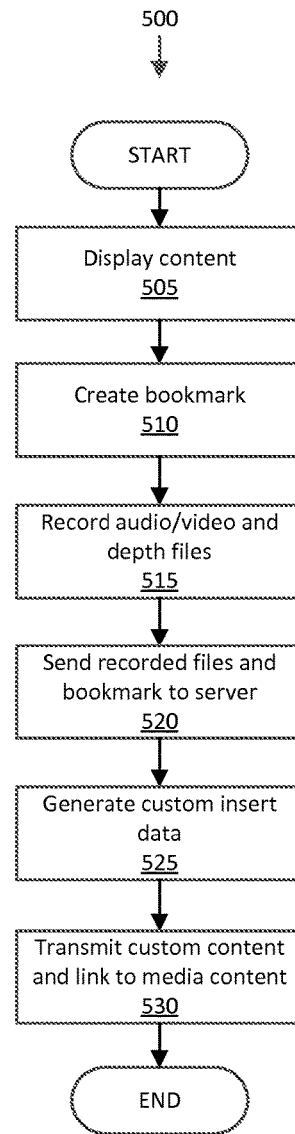 500
START
Display content
505
Create bookmark
510
Record audio/video and
depth files
515
Send recorded files and
bookmark to server
520
Generate custom insert
data
525
Transmit custom content
and link to media content
530
END